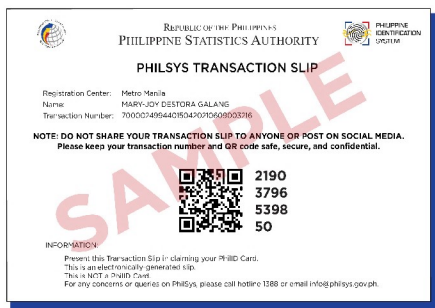 REPUBLIC OF THE PHILIPPINES
PHILIPPINE STATISTICS AUTHORITY
PHILIPPINE
IDENTIFICATION
SYSTEM
PHILSYS TRANSACTION SLIP
Registration Center: Metro Manila
Name: MARY-JOY DESTORA GALANG
Transaction Number: 700002499440150420210609003216
NOTE: DO NOT SHARE YOUR TRANSACTION SLIP TO ANYONE OR POST ON SOCIAL MEDIA.
Please keep your transaction number and QR code safe, secure, and confidential.
SAMPLE
2190
3796
5398
50
INFORMATION:
Present this Transaction Slip in claiming your PhilID Card.
This is an electronically-generated slip.
This is NOT a PhilID Card.
For any concerns or queries on PhilSys, please call hotline 1388 or email info@philsys.gov.ph.